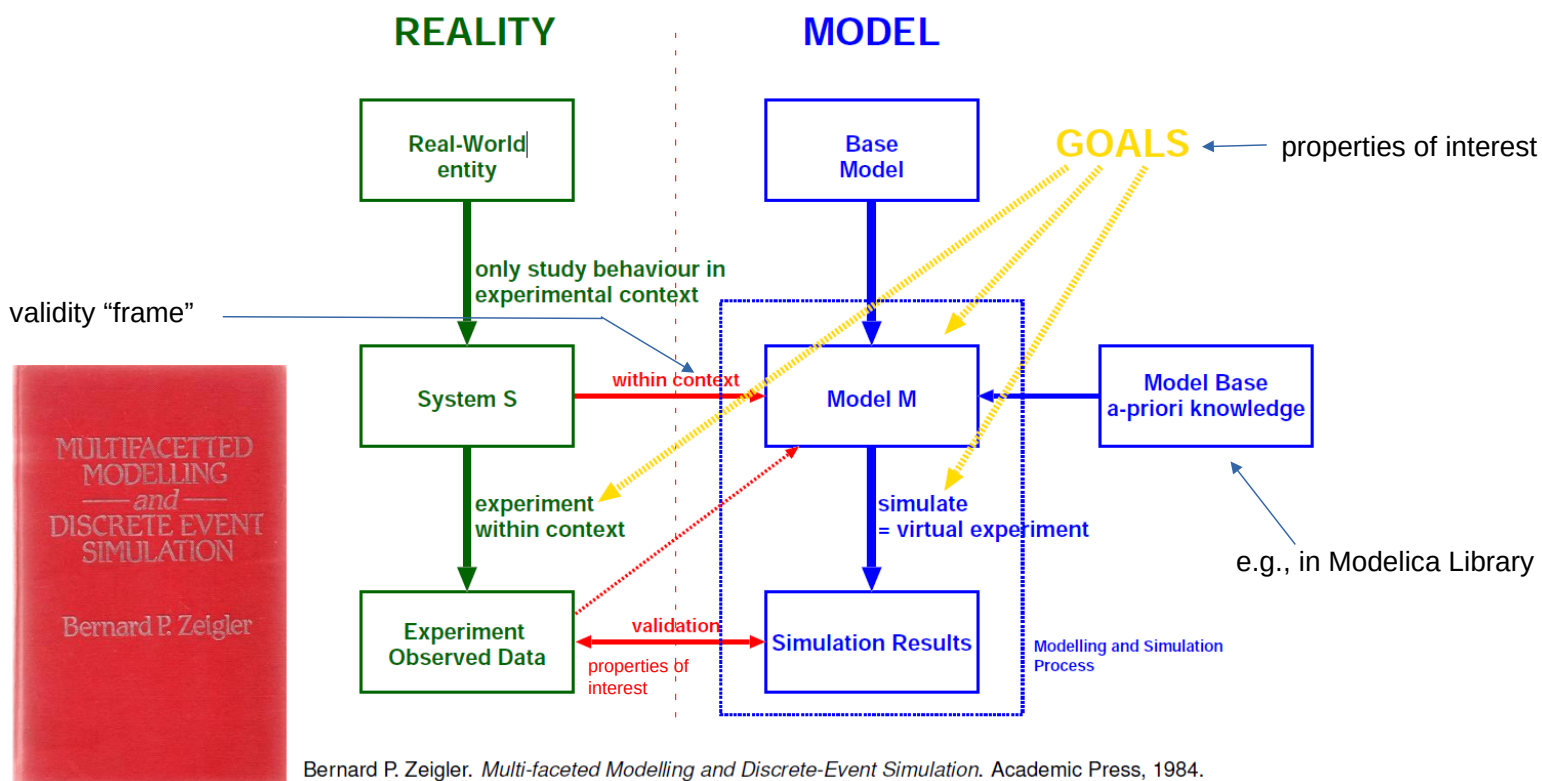 REALITY
MODEL
Real-World
entity
Base
Model
GOALS
properties of interest
only study behaviour in
experimental context
validity “frame”
within context
System S
Model M
Model Base
a-priori knowledge
MULTIFACETTED
MODELLING
and
DISCRETE EVENT
SIMULATION
Bernard P. Zeigler
experiment
within context
simulate
= virtual experiment
e.g., in Modelica Library
Experiment
Observed Data
validation
properties of
interest
Simulation Results
Modelling and Simulation
Process
Bernard P. Zeigler. Multi-faceted Modelling and Discrete-Event Simulation. Academic Press, 1984.